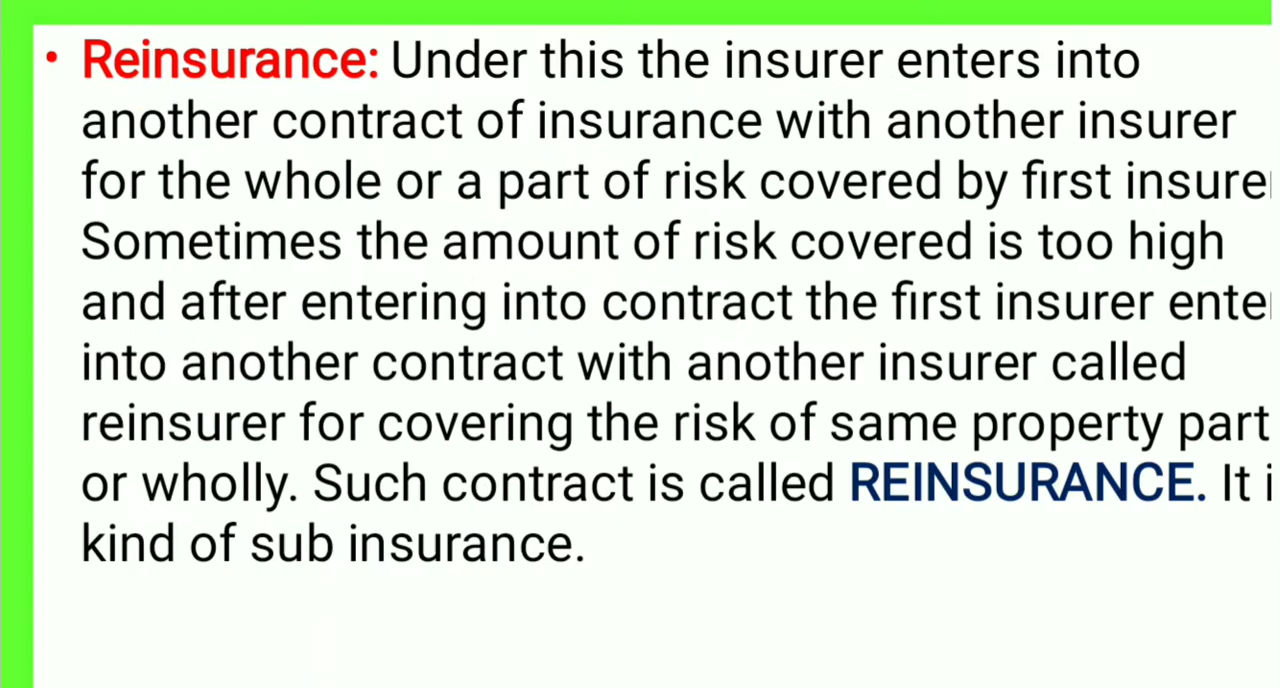 • Reinsurance: Under this the insurer enters into
another contract of insurance with another insurer
for the whole or a part of risk covered by first insurer
Sometimes the amount of risk covered is too high
and after entering into contract the first insurer enter
into another contract with another insurer called
reinsurer for covering the risk of same property part
or wholly. Such contract is called REINSURANCE. It i
kind of sub insurance.